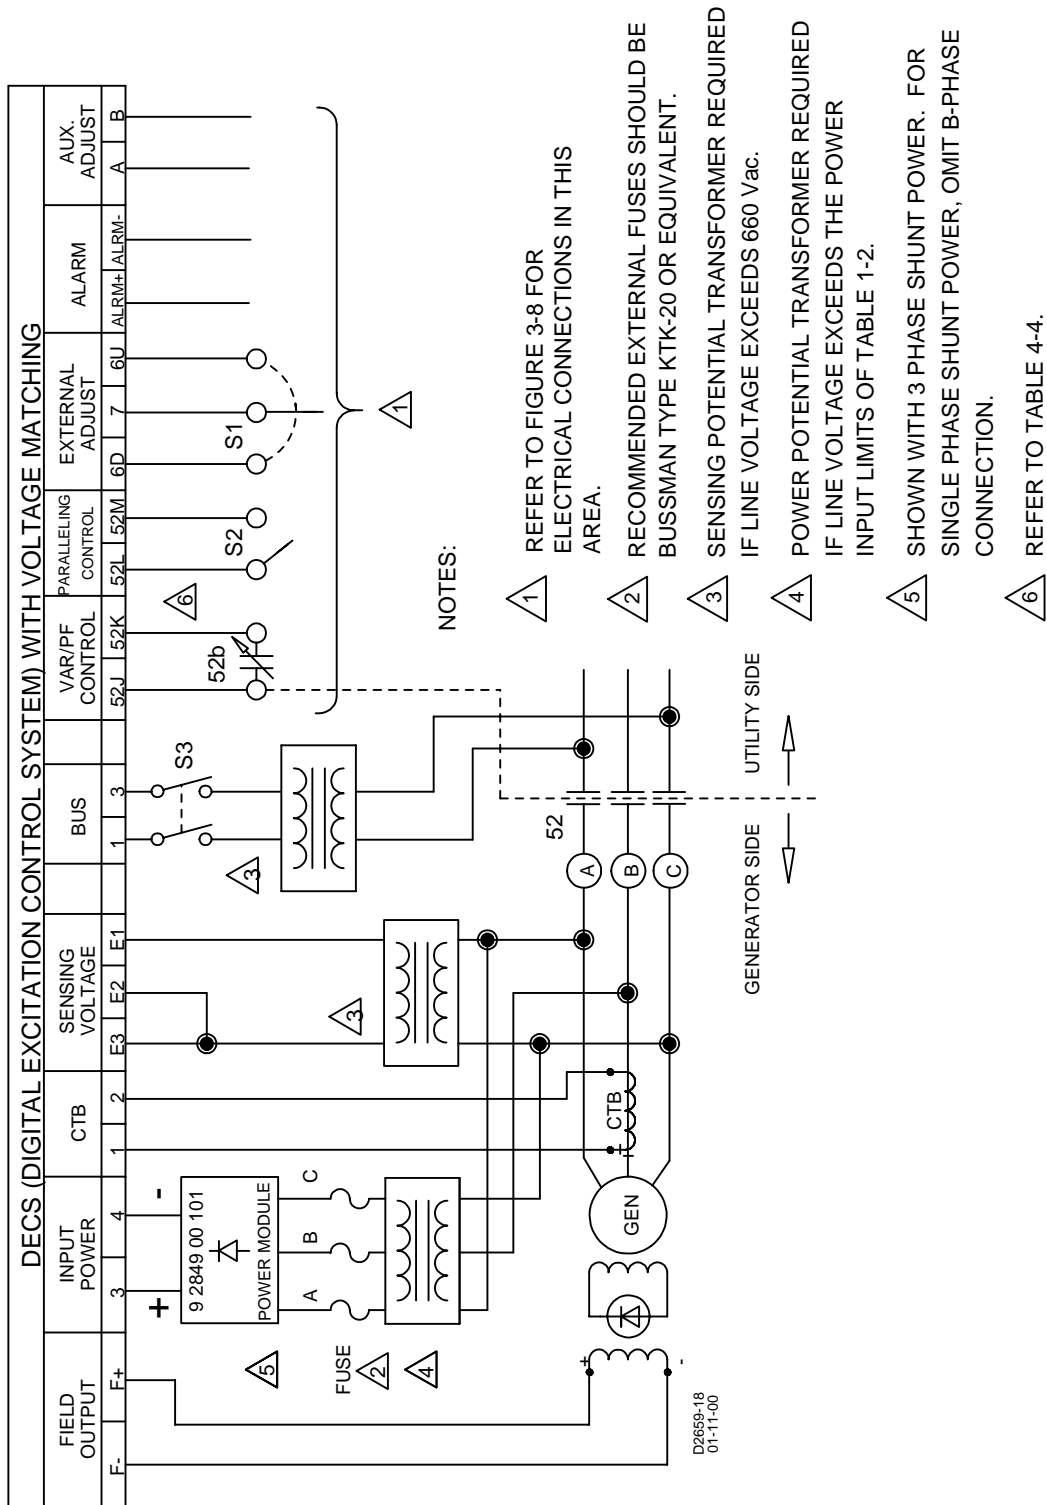 DECS (DIGITAL EXCITATION CONTROL SYSTEM) WITH VOLTAGE MATCHING
FIELD OUTPUT
INPUT POWER
CTB
SENSING VOLTAGE
BUS
VAR/PF CONTROL
PARALLELING CONTROL
EXTERNAL ADJUST
ALARM
AUX. ADJUST
F- F+ 3 4 1 2 E3 E2 E1 1 3 52J 52K 52L 52M 6D 7 6U ALRM+ ALRM- A B
+ -
9 2849 00 101
POWER MODULE
5
A B C
FUSE
2
4
3
3
S3
52b
6
S2
S1
1
CTB
+
GEN
+
-
A
B
C
52
GENERATOR SIDE
UTILITY SIDE
D2659-18
01-11-00
NOTES:
1 REFER TO FIGURE 3-8 FOR
ELECTRICAL CONNECTIONS IN THIS
AREA.
2 RECOMMENDED EXTERNAL FUSES SHOULD BE
BUSSMAN TYPE KTK-20 OR EQUIVALENT.
3 SENSING POTENTIAL TRANSFORMER REQUIRED
IF LINE VOLTAGE EXCEEDS 660 Vac.
4 POWER POTENTIAL TRANSFORMER REQUIRED
IF LINE VOLTAGE EXCEEDS THE POWER
INPUT LIMITS OF TABLE 1-2.
5 SHOWN WITH 3 PHASE SHUNT POWER. FOR
SINGLE PHASE SHUNT POWER, OMIT B-PHASE
CONNECTION.
6 REFER TO TABLE 4-4.